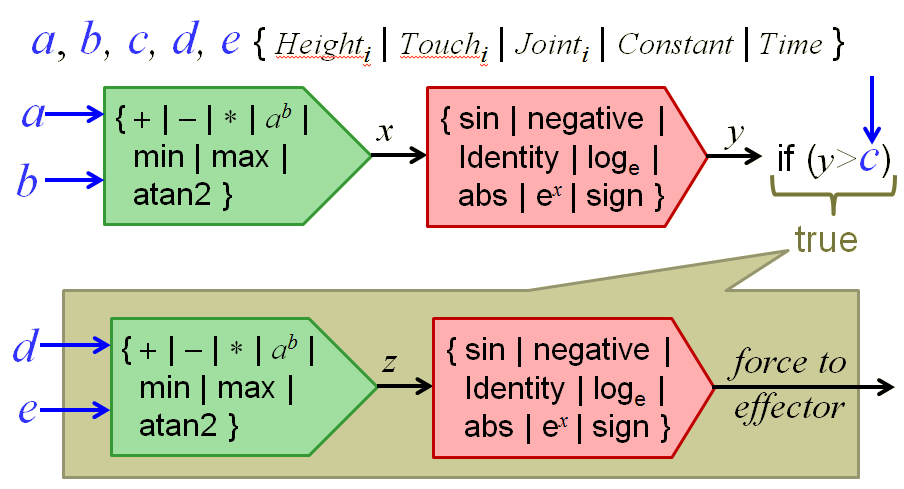 a, b, c, d, e { Height_i | Touch_i | Joint_i | Constant | Time }
a
{ + | − | * | a^b |
min | max |
atan2 }
b
x
{ sin | negative |
Identity | log_e |
abs | e^x | sign }
y
if (y>c)
true
d
{ + | − | * | a^b |
min | max |
atan2 }
e
z
{ sin | negative |
Identity | log_e |
abs | e^x | sign }
force to
effector